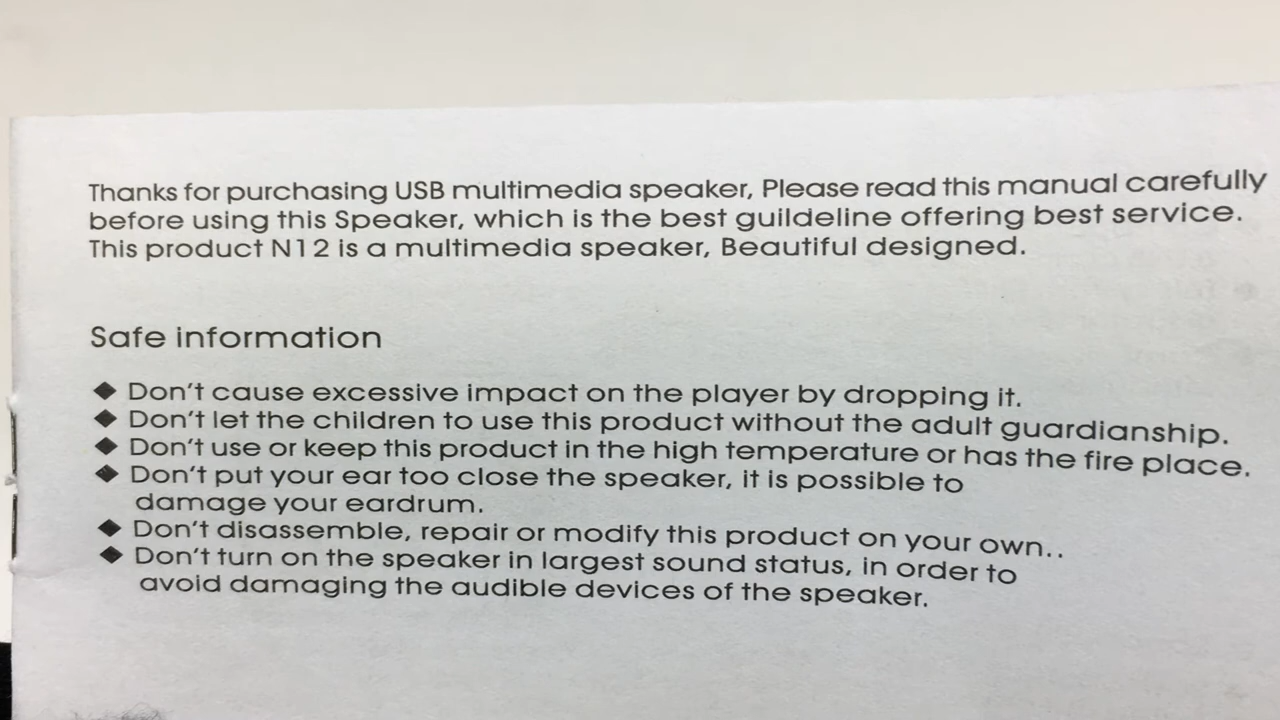 Thanks for purchasing USB multimedia speaker, Please read this manual carefully
before using this Speaker, which is the best guildeline offering best service.
This product N12 is a multimedia speaker, Beautiful designed.
Safe information
◆ Don't cause excessive impact on the player by dropping it.
◆ Don't let the children to use this product without the adult guardianship.
◆ Don't use or keep this product in the high temperature or has the fire place.
◆ Don't put your ear too close the speaker, it is possible to
damage your eardrum.
◆ Don't disassemble, repair or modify this product on your own..
◆ Don't turn on the speaker in largest sound status, in order to
avoid damaging the audible devices of the speaker.